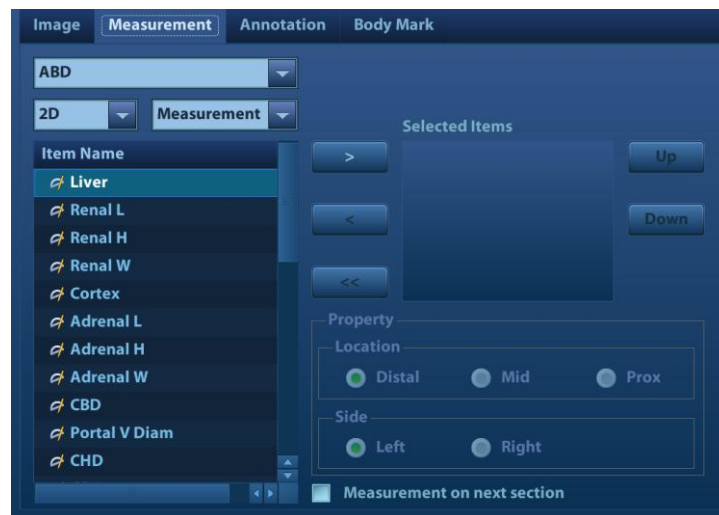 Image Measurement Annotation Body Mark
ABD
2D Measurement
Selected Items
Item Name
> Up
Liver
Renal L
< Down
Renal H
Renal W
<<
Cortex
Adrenal L
Property
Adrenal H
Location
Adrenal W
Distal Mid Prox
CBD
Side
Portal V Diam
Left Right
CHD
Measurement on next section